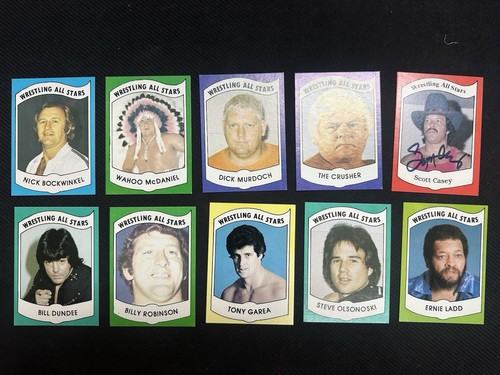 WRESTLING ALL STARS
NICK BOCKWINKEL
WRESTLING ALL STARS
WAHOO McDANIEL
WRESTLING ALL STARS
DICK MURDOCH
WRESTLING ALL STARS
THE CRUSHER
Wrestling All Stars
Scott Casey
WRESTLING ALL STARS
BILL DUNDEE
WRESTLING ALL STARS
BILLY ROBINSON
WRESTLING ALL STARS
TONY GAREA
WRESTLING ALL STARS
STEVE OLSONOSKI
WRESTLING ALL STARS
ERNIE LADD